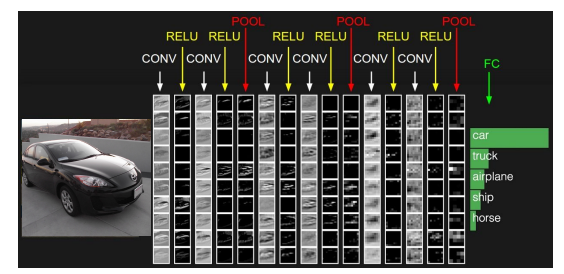 POOL POOL POOL
RELU RELU RELU RELU RELU RELU
CONV CONV CONV CONV CONV CONV
FC
car
truck
airplane
ship
horse